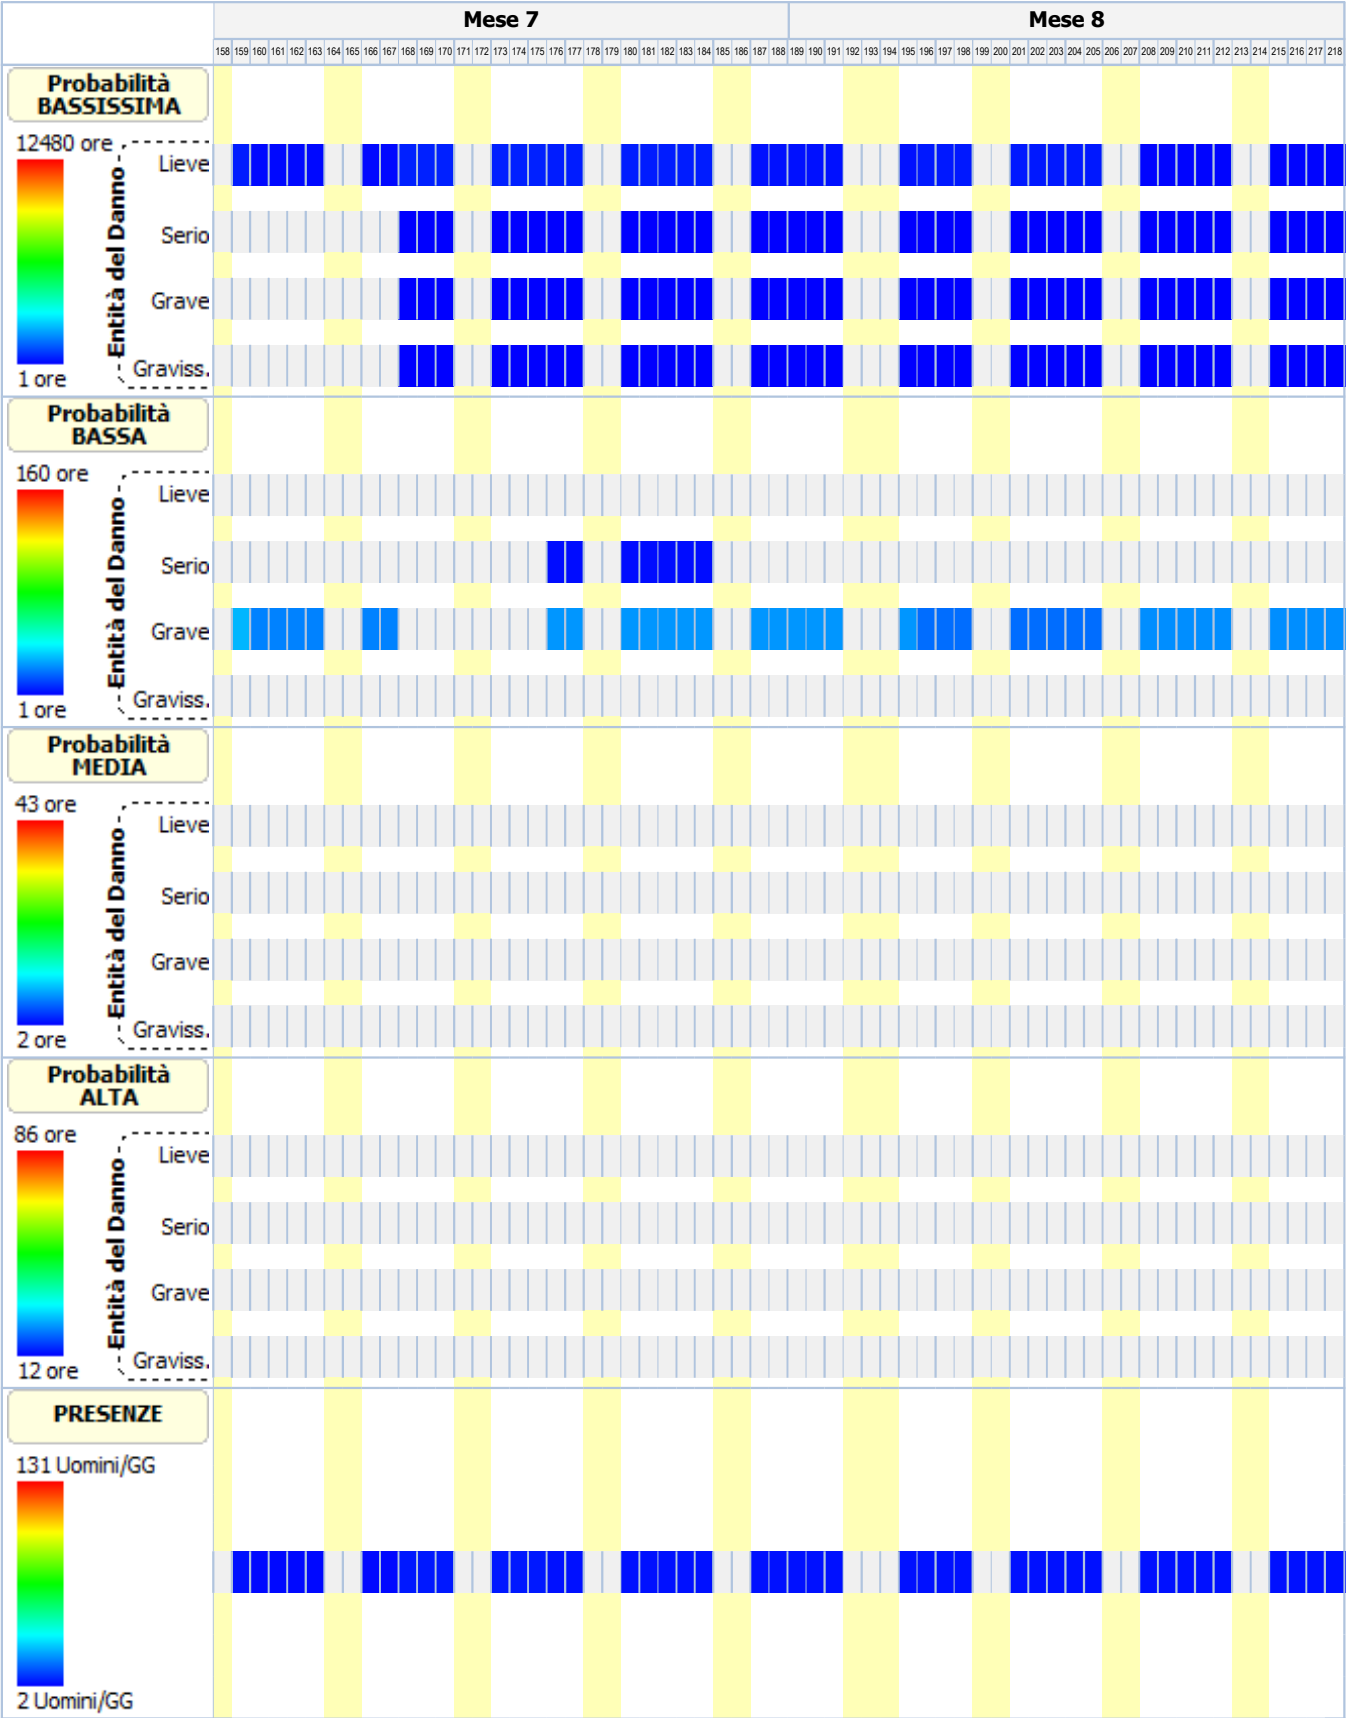 Mese 7 Mese 8
158 159 160 161 162 163 164 165 166 167 168 169 170 171 172 173 174 175 176 177 178 179 180 181 182 183 184 185 186 187 188 189 190 191 192 193 194 195 196 197 198 199 200 201 202 203 204 205 206 207 208 209 210 211 212 213 214 215 216 217 218
Probabilità
BASSISSIMA
12480 ore
Entità del Danno
Lieve
Serio
Grave
Graviss.
1 ore
Probabilità
BASSA
160 ore
Entità del Danno
Lieve
Serio
Grave
Graviss.
1 ore
Probabilità
MEDIA
43 ore
Entità del Danno
Lieve
Serio
Grave
Graviss.
2 ore
Probabilità
ALTA
86 ore
Entità del Danno
Lieve
Serio
Grave
Graviss.
12 ore
PRESENZE
131 Uomini/GG
2 Uomini/GG